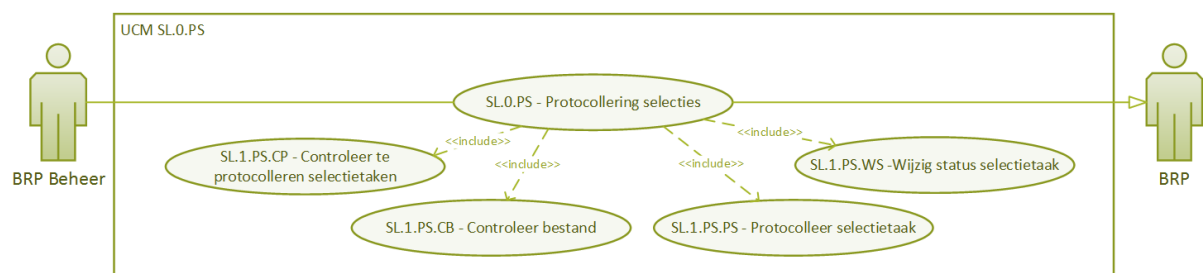 UCM SL.0.PS
SL.0.PS - Protocollering selecties
<<include>>
<<include>>
<<include>>
<<include>>
SL.1.PS.CP - Controleer te
protocolleren selectietaken
SL.1.PS.WS -Wijzig status selectietaak
SL.1.PS.CB - Controleer bestand
SL.1.PS.PS - Protocolleer selectietaak
BRP Beheer
BRP